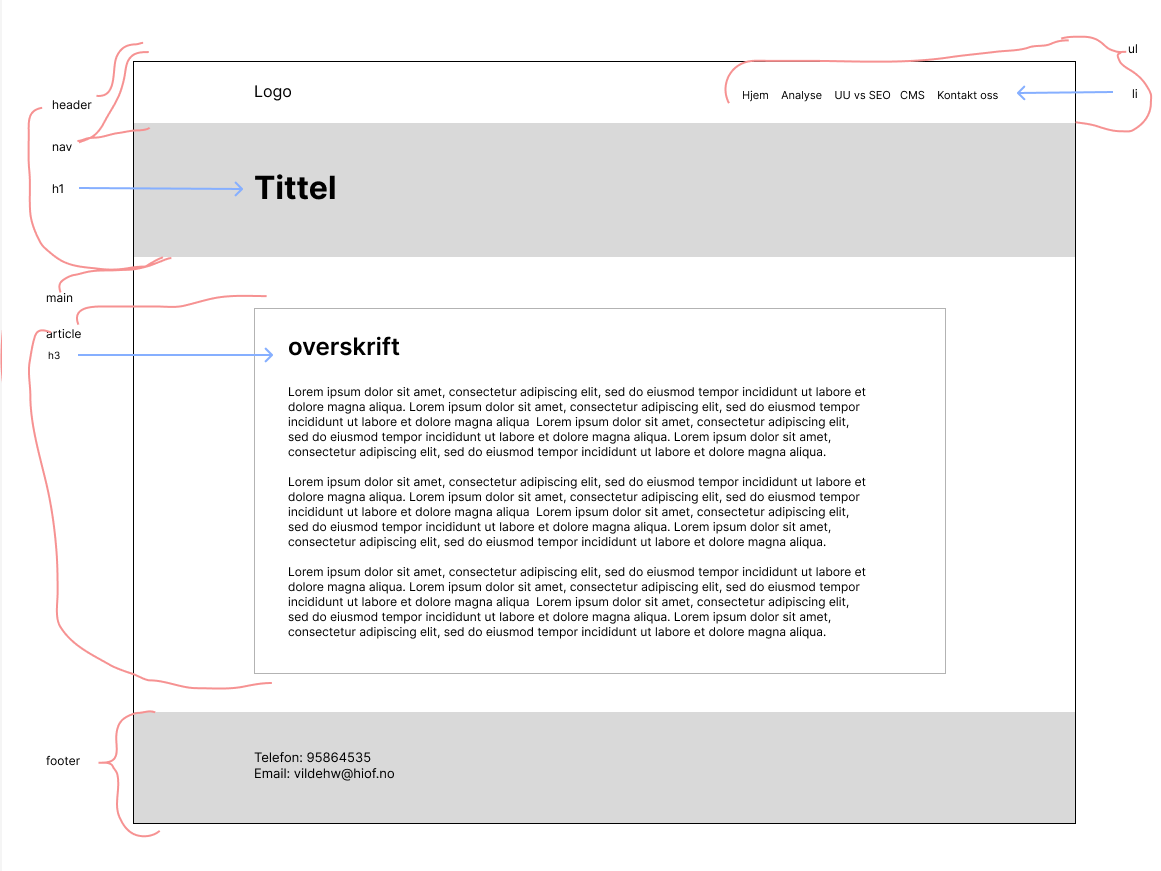 ul
header
Logo
Hjem Analyse UU vs SEO CMS Kontakt oss
li
nav
h1
Tittel
main
article
h3
overskrift
Lorem ipsum dolor sit amet, consectetur adipiscing elit, sed do eiusmod tempor incididunt ut labore et
dolore magna aliqua. Lorem ipsum dolor sit amet, consectetur adipiscing elit, sed do eiusmod tempor
incididunt ut labore et dolore magna aliqua  Lorem ipsum dolor sit amet, consectetur adipiscing elit,
sed do eiusmod tempor incididunt ut labore et dolore magna aliqua. Lorem ipsum dolor sit amet,
consectetur adipiscing elit, sed do eiusmod tempor incididunt ut labore et dolore magna aliqua.
Lorem ipsum dolor sit amet, consectetur adipiscing elit, sed do eiusmod tempor incididunt ut labore et
dolore magna aliqua. Lorem ipsum dolor sit amet, consectetur adipiscing elit, sed do eiusmod tempor
incididunt ut labore et dolore magna aliqua  Lorem ipsum dolor sit amet, consectetur adipiscing elit,
sed do eiusmod tempor incididunt ut labore et dolore magna aliqua. Lorem ipsum dolor sit amet,
consectetur adipiscing elit, sed do eiusmod tempor incididunt ut labore et dolore magna aliqua.
Lorem ipsum dolor sit amet, consectetur adipiscing elit, sed do eiusmod tempor incididunt ut labore et
dolore magna aliqua. Lorem ipsum dolor sit amet, consectetur adipiscing elit, sed do eiusmod tempor
incididunt ut labore et dolore magna aliqua  Lorem ipsum dolor sit amet, consectetur adipiscing elit,
sed do eiusmod tempor incididunt ut labore et dolore magna aliqua. Lorem ipsum dolor sit amet,
consectetur adipiscing elit, sed do eiusmod tempor incididunt ut labore et dolore magna aliqua.
footer
Telefon: 95864535
Email: vildehw@hiof.no